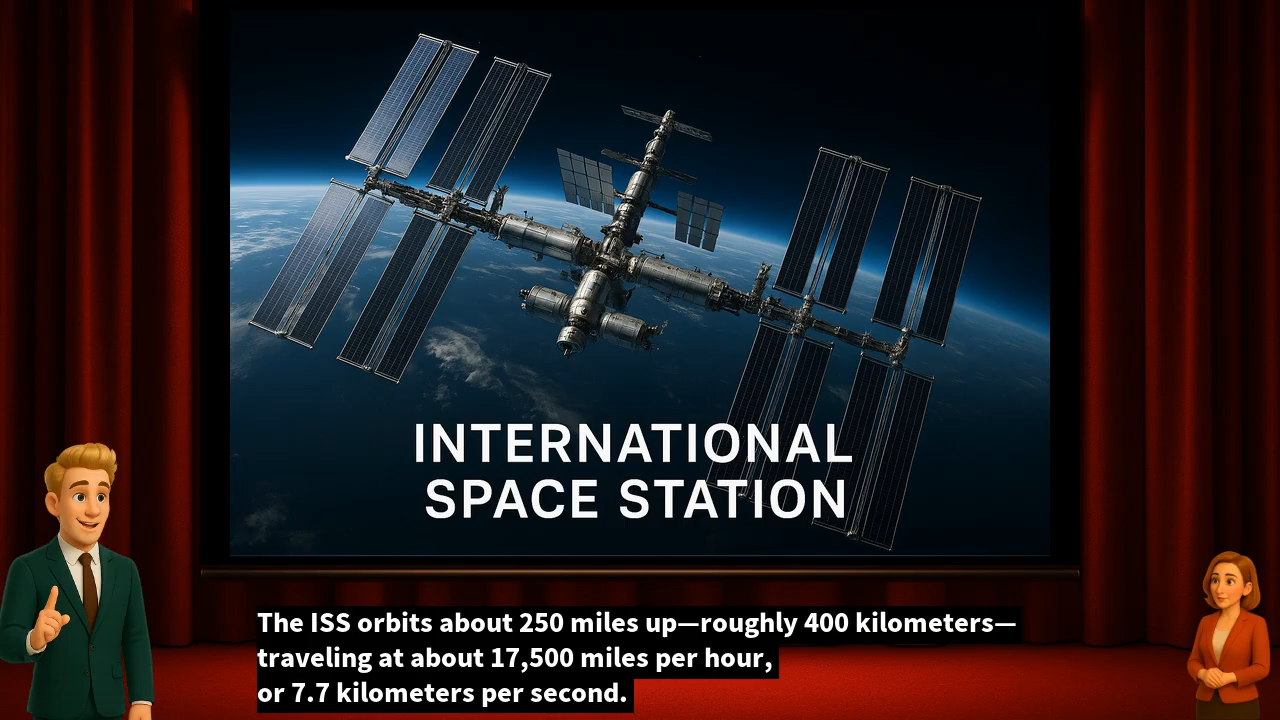 INTERNATIONAL
SPACE STATION
The ISS orbits about 250 miles up—roughly 400 kilometers—
traveling at about 17,500 miles per hour,
or 7.7 kilometers per second.